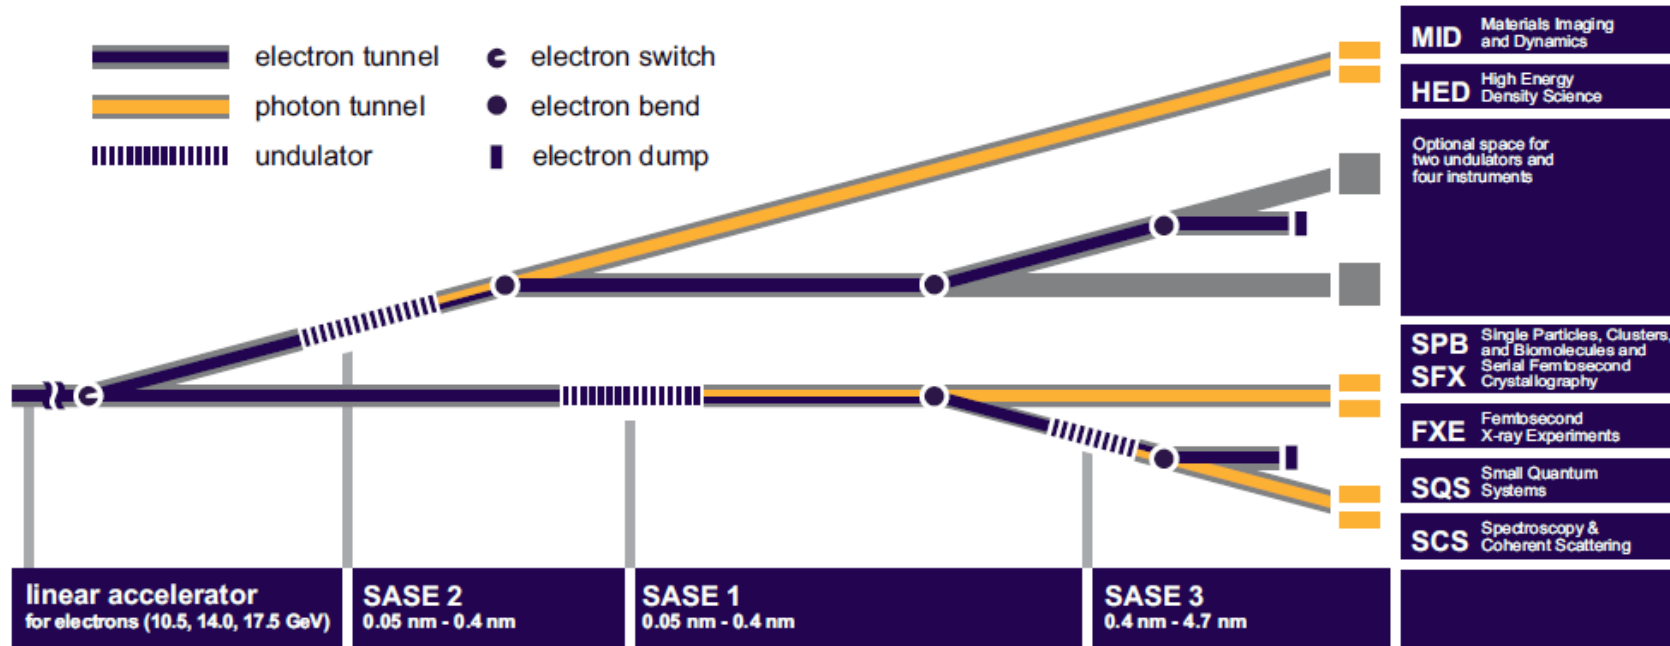 electron tunnel
electron switch
photon tunnel
electron bend
undulator
electron dump
MID
Materials Imaging
and Dynamics
HED
High Energy
Density Science
Optional space for
two undulators and
four instruments
SPB
SFX
Single Particles, Clusters,
and Biomolecules and
Serial Femtosecond
Crystallography
FXE
Femtosecond
X-ray Experiments
SQS
Small Quantum
Systems
SCS
Spectroscopy &
Coherent Scattering
linear accelerator
for electrons (10.5, 14.0, 17.5 GeV)
SASE 2
0.05 nm - 0.4 nm
SASE 1
0.05 nm - 0.4 nm
SASE 3
0.4 nm - 4.7 nm